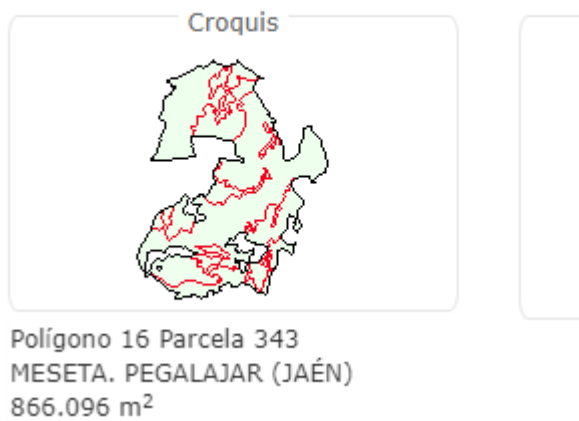 Croquis
Polígono 16 Parcela 343
MESETA. PEGALAJAR (JAÉN)
866.096 m²